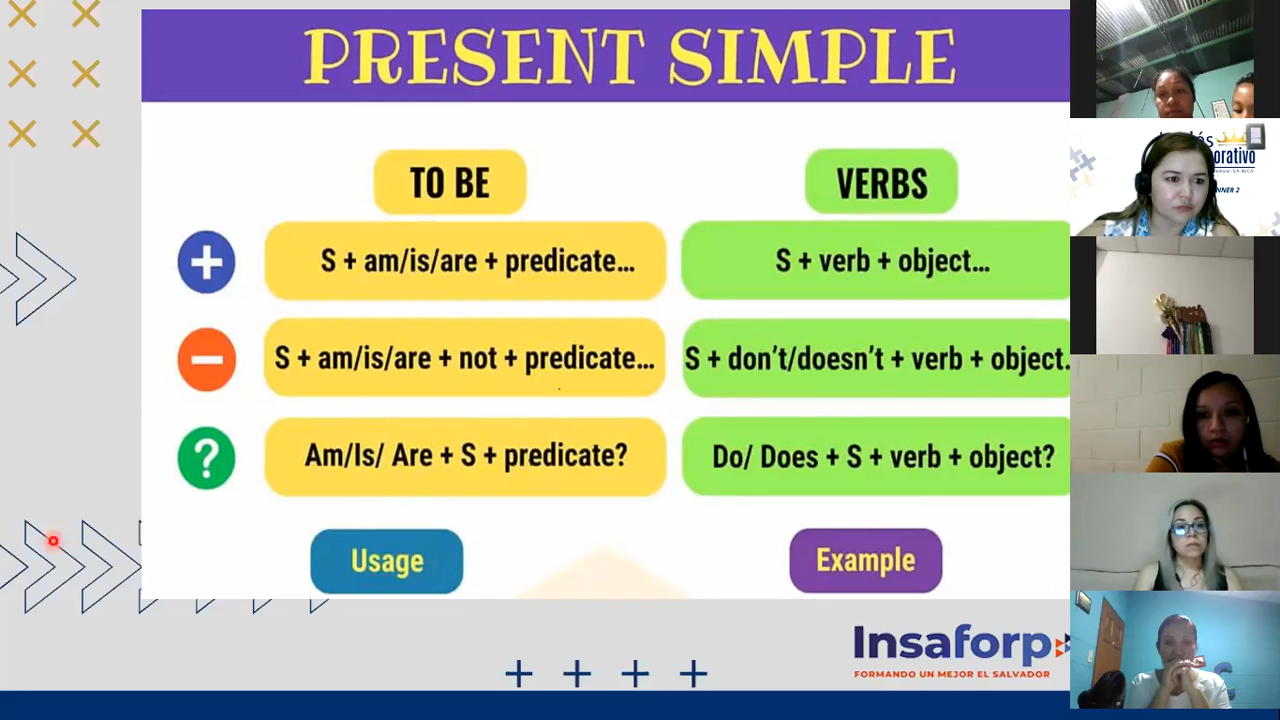 PRESENT SIMPLE
TO BE
VERBS
S + am/is/are + predicate...
S + verb + object...
S + am/is/are + not + predicate...
S + don't/doesn't + verb + object.
Am/Is/ Are + S + predicate?
Do/ Does + S + verb + object?
Usage
Example
Insaforp
FORMANDO UN MEJOR EL SALVADOR